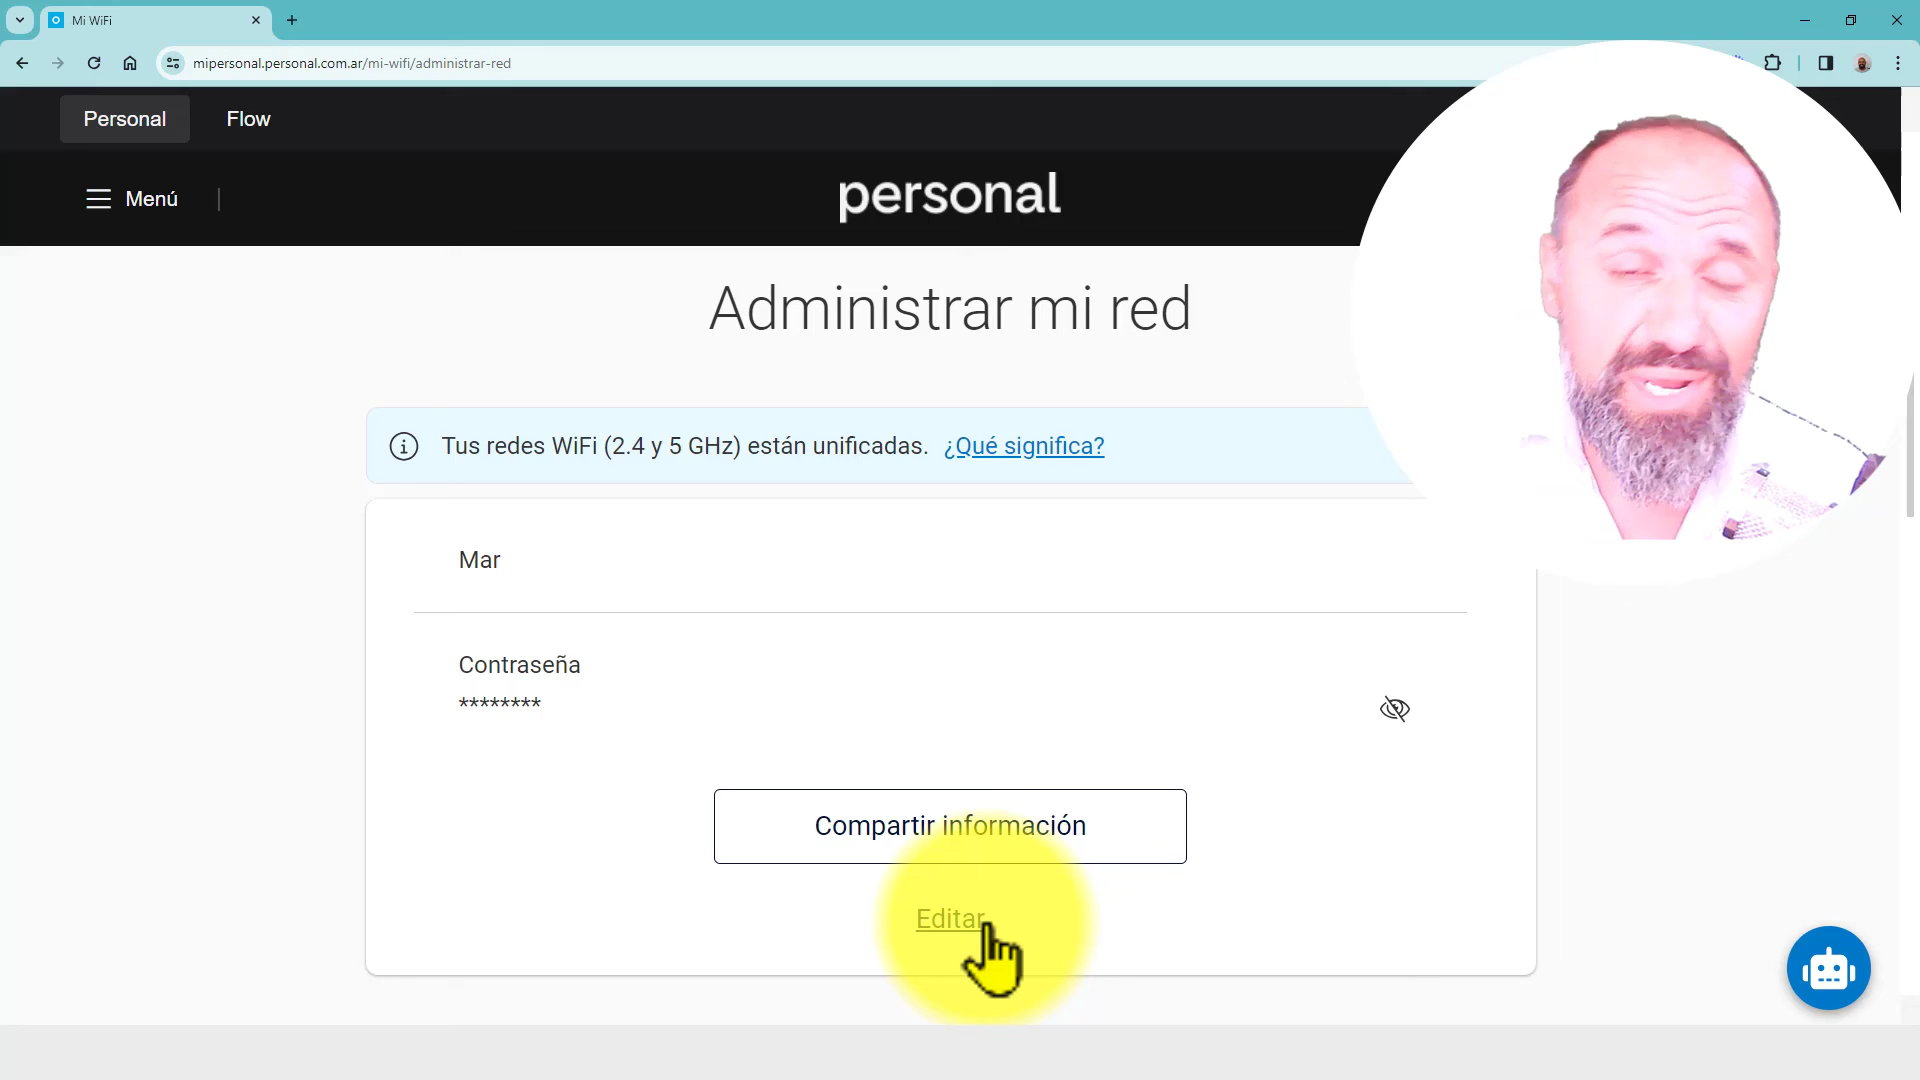 Mi WiFi
mipersonal.personal.com.ar/mi-wifi/administrar-red
Personal Flow
Menú
personal
Administrar mi red
Tus redes WiFi (2.4 y 5 GHz) están unificadas. ¿Qué significa?
Mar
Contraseña
********
Compartir información
Editar